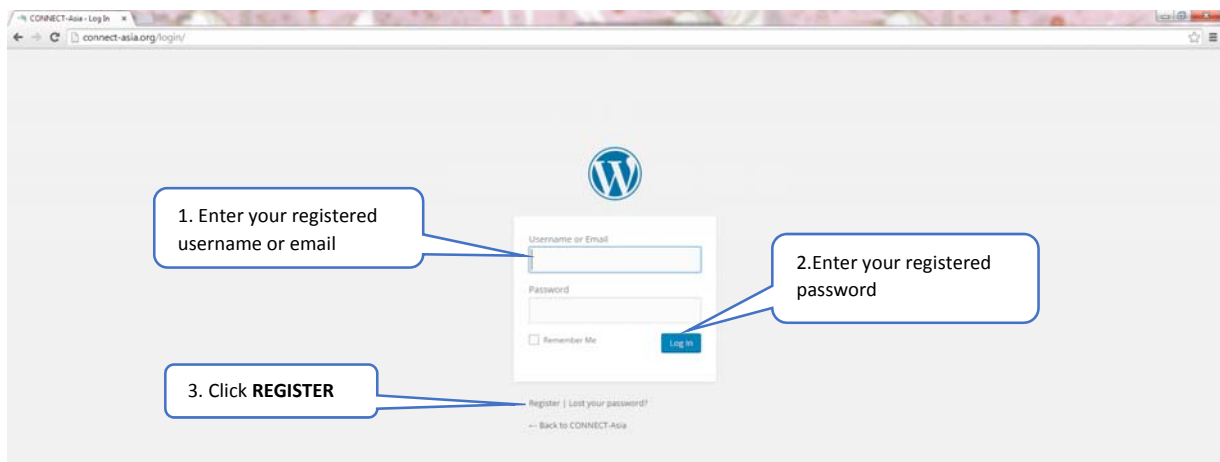 CONNECT-Asia - Log In
connect-asia.org/login/
1. Enter your registered
username or email
Username or Email
2.Enter your registered
password
Password
Remember Me
Log In
3. Click REGISTER
Register | Lost your password?
← Back to CONNECT-Asia